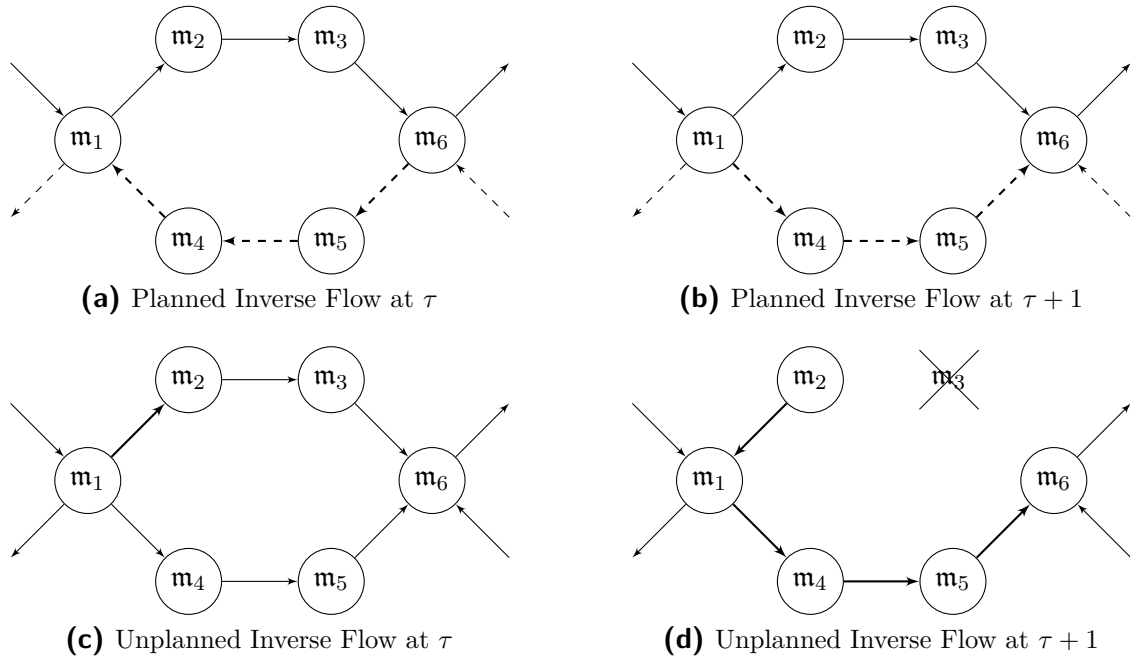 𝔪₂ 𝔪₃ 𝔪₂ 𝔪₃
𝔪₁ 𝔪₆ 𝔪₁ 𝔪₆
𝔪₄ 𝔪₅ 𝔪₄ 𝔪₅
(a) Planned Inverse Flow at τ (b) Planned Inverse Flow at τ + 1
𝔪₂ 𝔪₃ 𝔪₂ 𝔪₃
𝔪₁ 𝔪₆ 𝔪₁ 𝔪₆
𝔪₄ 𝔪₅ 𝔪₄ 𝔪₅
(c) Unplanned Inverse Flow at τ (d) Unplanned Inverse Flow at τ + 1